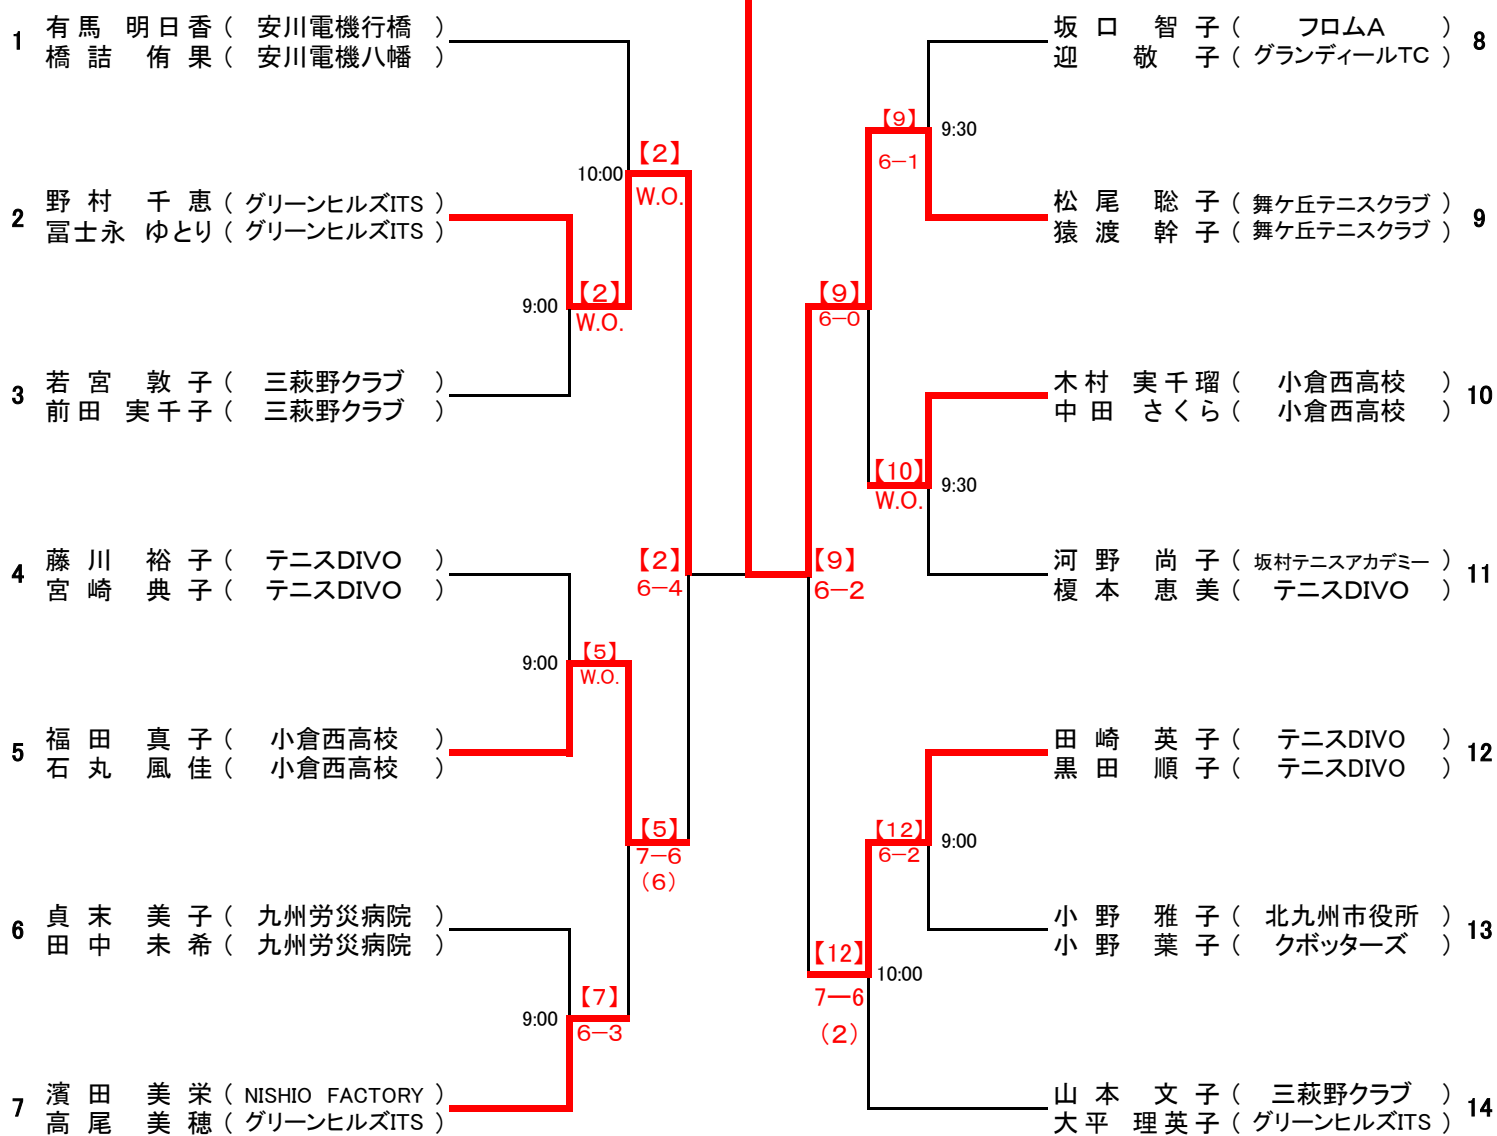 1 有馬 明日香 ( 安川電機行橋 )
橋詰 侑果 ( 安川電機八幡 )
10:00
【2】
W.O.
2 野村 千恵 ( グリーンヒルズITS )
冨士永 ゆとり ( グリーンヒルズITS )
9:00
【2】
W.O.
3 若宮 敦子 ( 三萩野クラブ )
前田 実千子 ( 三萩野クラブ )
4 藤川 裕子 ( テニスDIVO )
宮崎 典子 ( テニスDIVO )
【2】
6-4
9:00
【5】
W.O.
5 福田 真子 ( 小倉西高校 )
石丸 風佳 ( 小倉西高校 )
【5】
7-6
(6)
6 貞末 美子 ( 九州労災病院 )
田中 未希 ( 九州労災病院 )
9:00
【7】
6-3
7 濱田 美栄 ( NISHIO FACTORY )
高尾 美穂 ( グリーンヒルズITS )
坂口 智子 ( フロムA ) 8
迎 敬子 ( グランディールTC )
【9】
9:30
6-1
松尾 聡子 ( 舞ケ丘テニスクラブ ) 9
猿渡 幹子 ( 舞ケ丘テニスクラブ )
【9】
6-0
木村 実千瑠 ( 小倉西高校 ) 10
中田 さくら ( 小倉西高校 )
【10】
9:30
W.O.
河野 尚子 ( 坂村テニスアカデミー ) 11
榎本 恵美 ( テニスDIVO )
【9】
6-2
田崎 英子 ( テニスDIVO ) 12
黒田 順子 ( テニスDIVO )
【12】
9:00
6-2
小野 雅子 ( 北九州市役所 ) 13
小野 葉子 ( クボッターズ )
【12】
10:00
7-6
(2)
山本 文子 ( 三萩野クラブ ) 14
大平 理英子 ( グリーンヒルズITS )